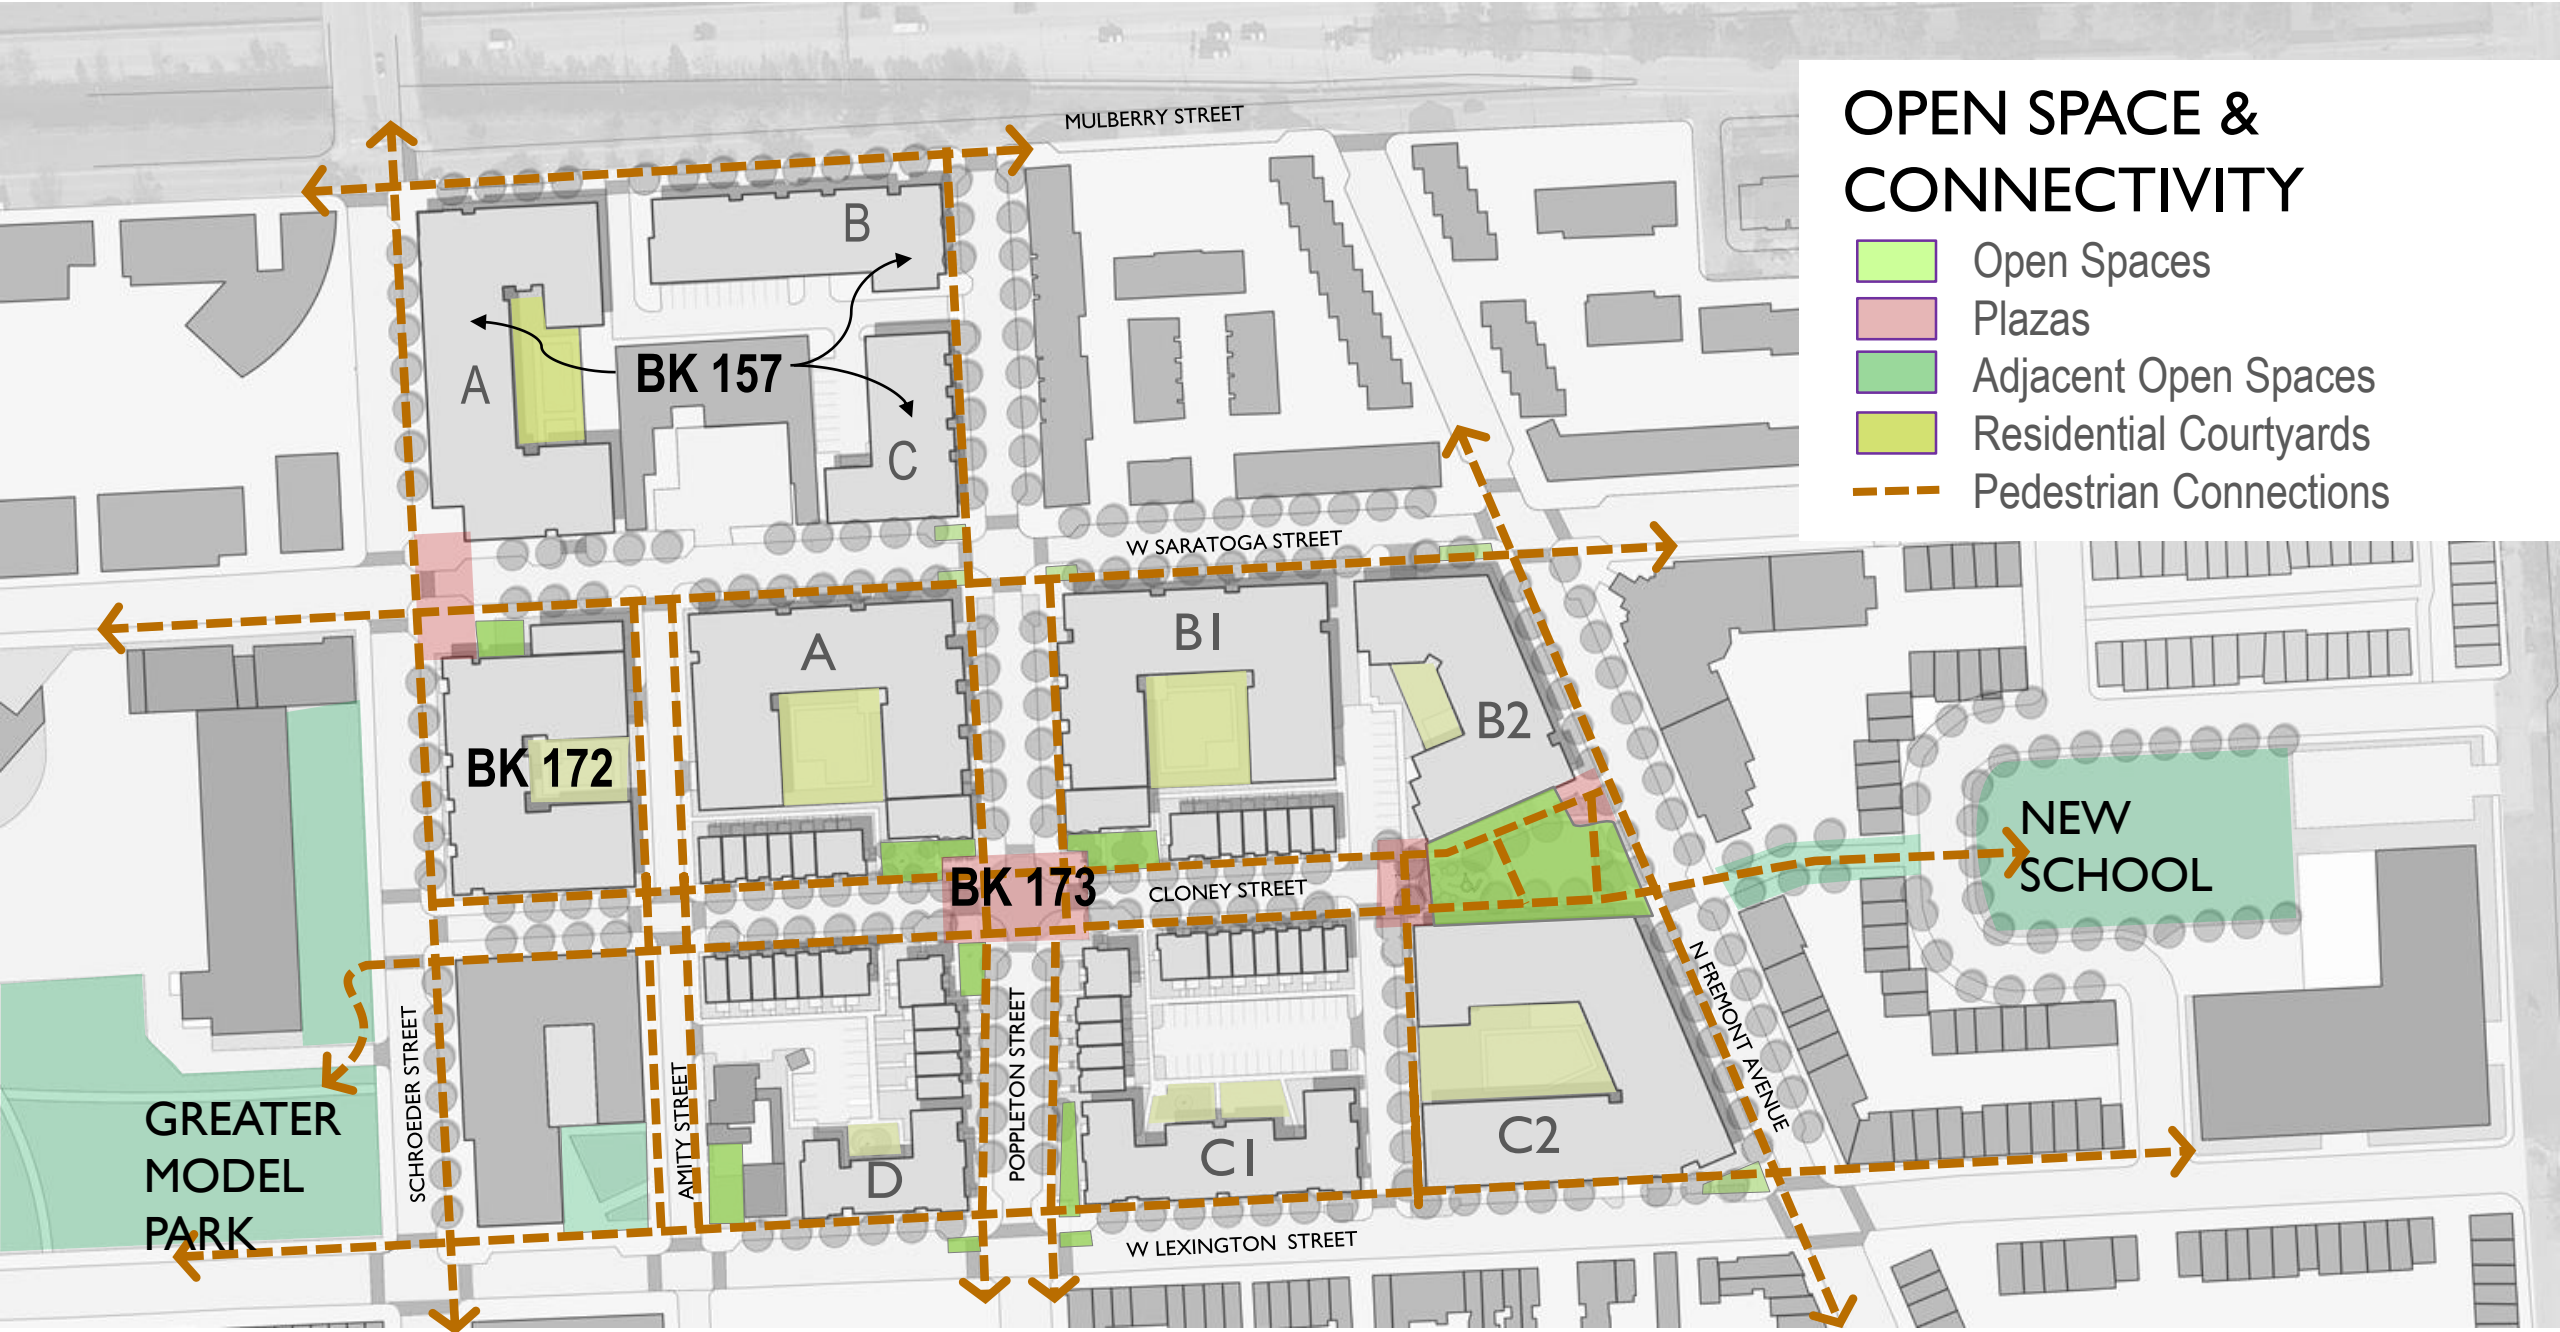 MULBERRY STREET
OPEN SPACE &
CONNECTIVITY
Open Spaces
Plazas
Adjacent Open Spaces
Residential Courtyards
Pedestrian Connections
B
BK 157
A
C
W SARATOGA STREET
A
B1
B2
BK 172
BK 173
CLONEY STREET
NEW
SCHOOL
N FREMONT AVENUE
SCHROEDER STREET
AMITY STREET
POPPLETON STREET
GREATER
MODEL
PARK
D
C1
C2
W LEXINGTON STREET